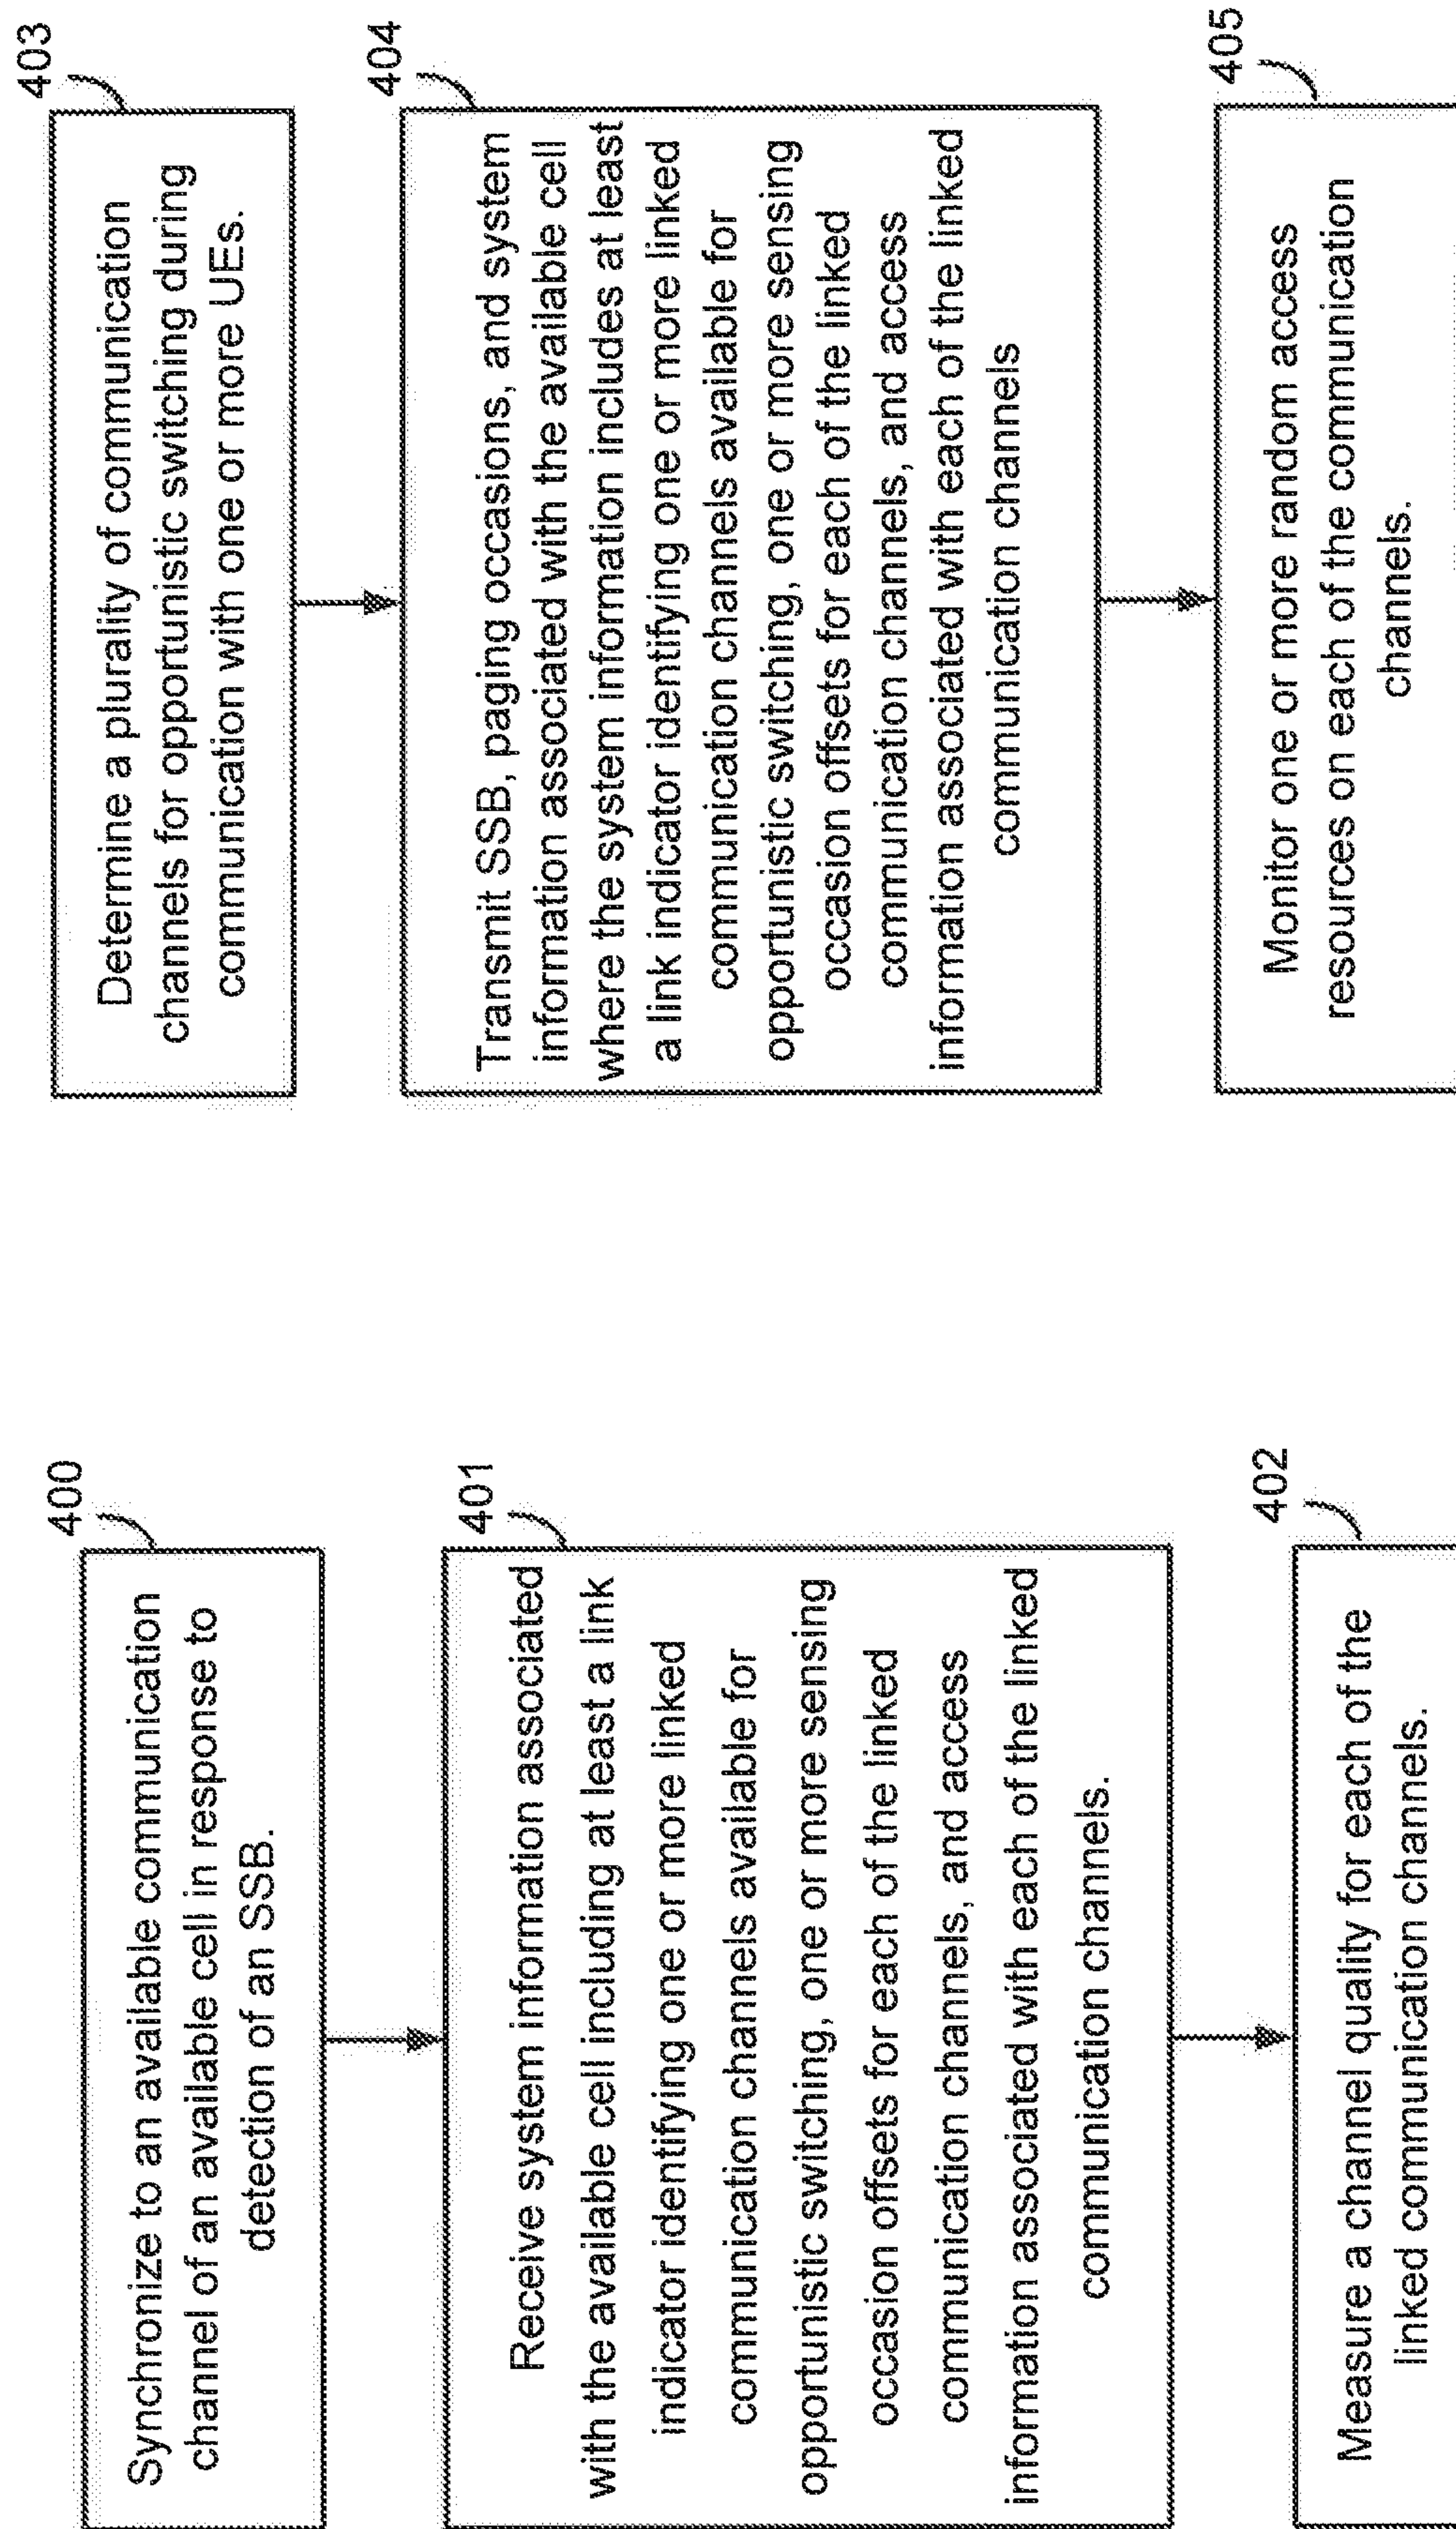 400
Synchronize to an available communication
channel of an available cell in response to
detection of an SSB.
401
Receive system information associated
with the available cell including at least a link
indicator identifying one or more linked
communication channels available for
opportunistic switching, one or more sensing
occasion offsets for each of the linked
communication channels, and access
information associated with each of the linked
communication channels.
402
Measure a channel quality for each of the
linked communication channels.
403
Determine a plurality of communication
channels for opportunistic switching during
communication with one or more UEs.
404
Transmit SSB, paging occasions, and system
information associated with the available cell
where the system information includes at least
a link indicator identifying one or more linked
communication channels available for
opportunistic switching, one or more sensing
occasion offsets for each of the linked
communication channels, and access
information associated with each of the linked
communication channels
405
Monitor one or more random access
resources on each of the communication
channels.